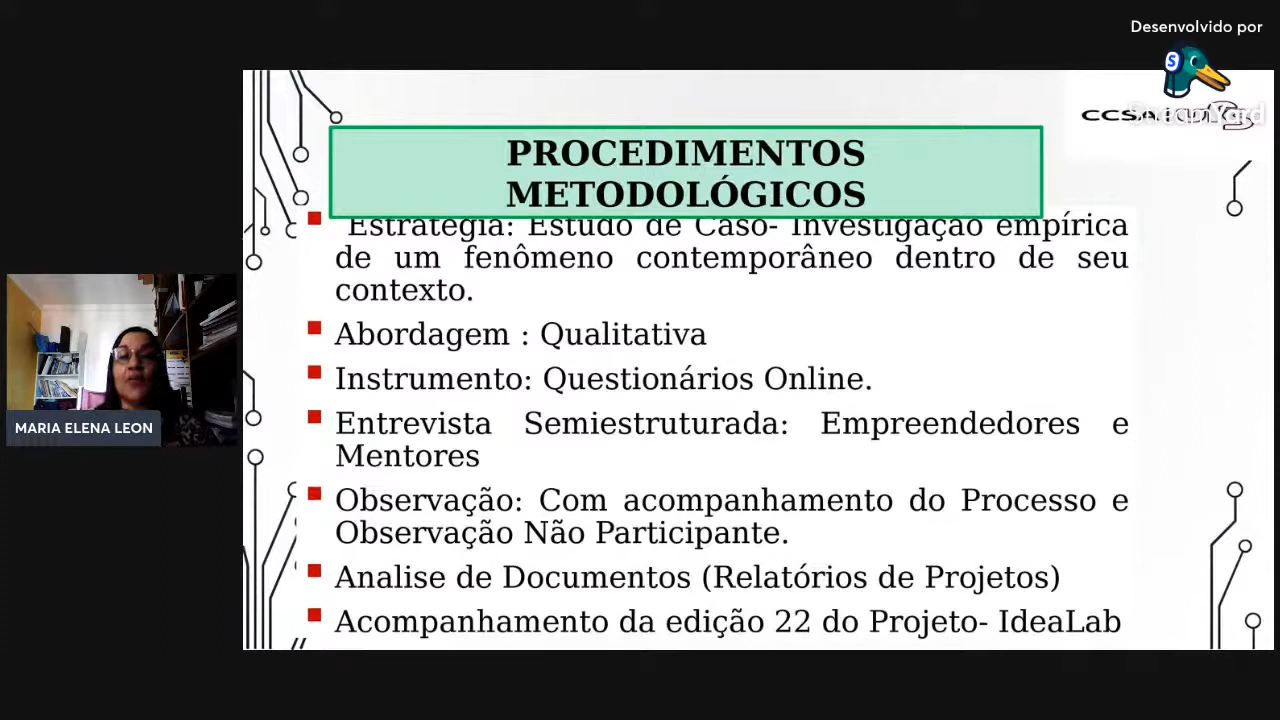 Desenvolvido por
StreamYard
PROCEDIMENTOS
METODOLÓGICOS
Estratégia: Estudo de Caso- Investigação empírica
de um fenômeno contemporâneo dentro de seu
contexto.
Abordagem : Qualitativa
Instrumento: Questionários Online.
Entrevista Semiestruturada: Empreendedores e
Mentores
Observação: Com acompanhamento do Processo e
Observação Não Participante.
Analise de Documentos (Relatórios de Projetos)
Acompanhamento da edição 22 do Projeto- IdeaLab
MARIA ELENA LEON